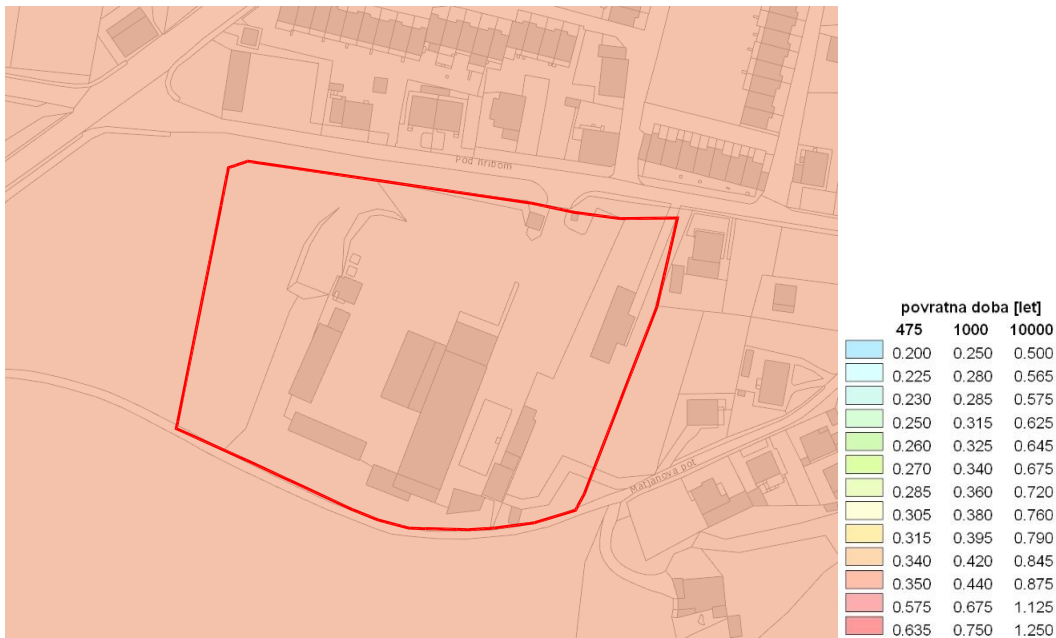 Pod hribom
Matjanova pot
povratna doba [let]
475 1000 10000
0.200 0.250 0.500
0.225 0.280 0.565
0.230 0.285 0.575
0.250 0.315 0.625
0.260 0.325 0.645
0.270 0.340 0.675
0.285 0.360 0.720
0.305 0.380 0.760
0.315 0.395 0.790
0.340 0.420 0.845
0.350 0.440 0.875
0.575 0.675 1.125
0.635 0.750 1.250